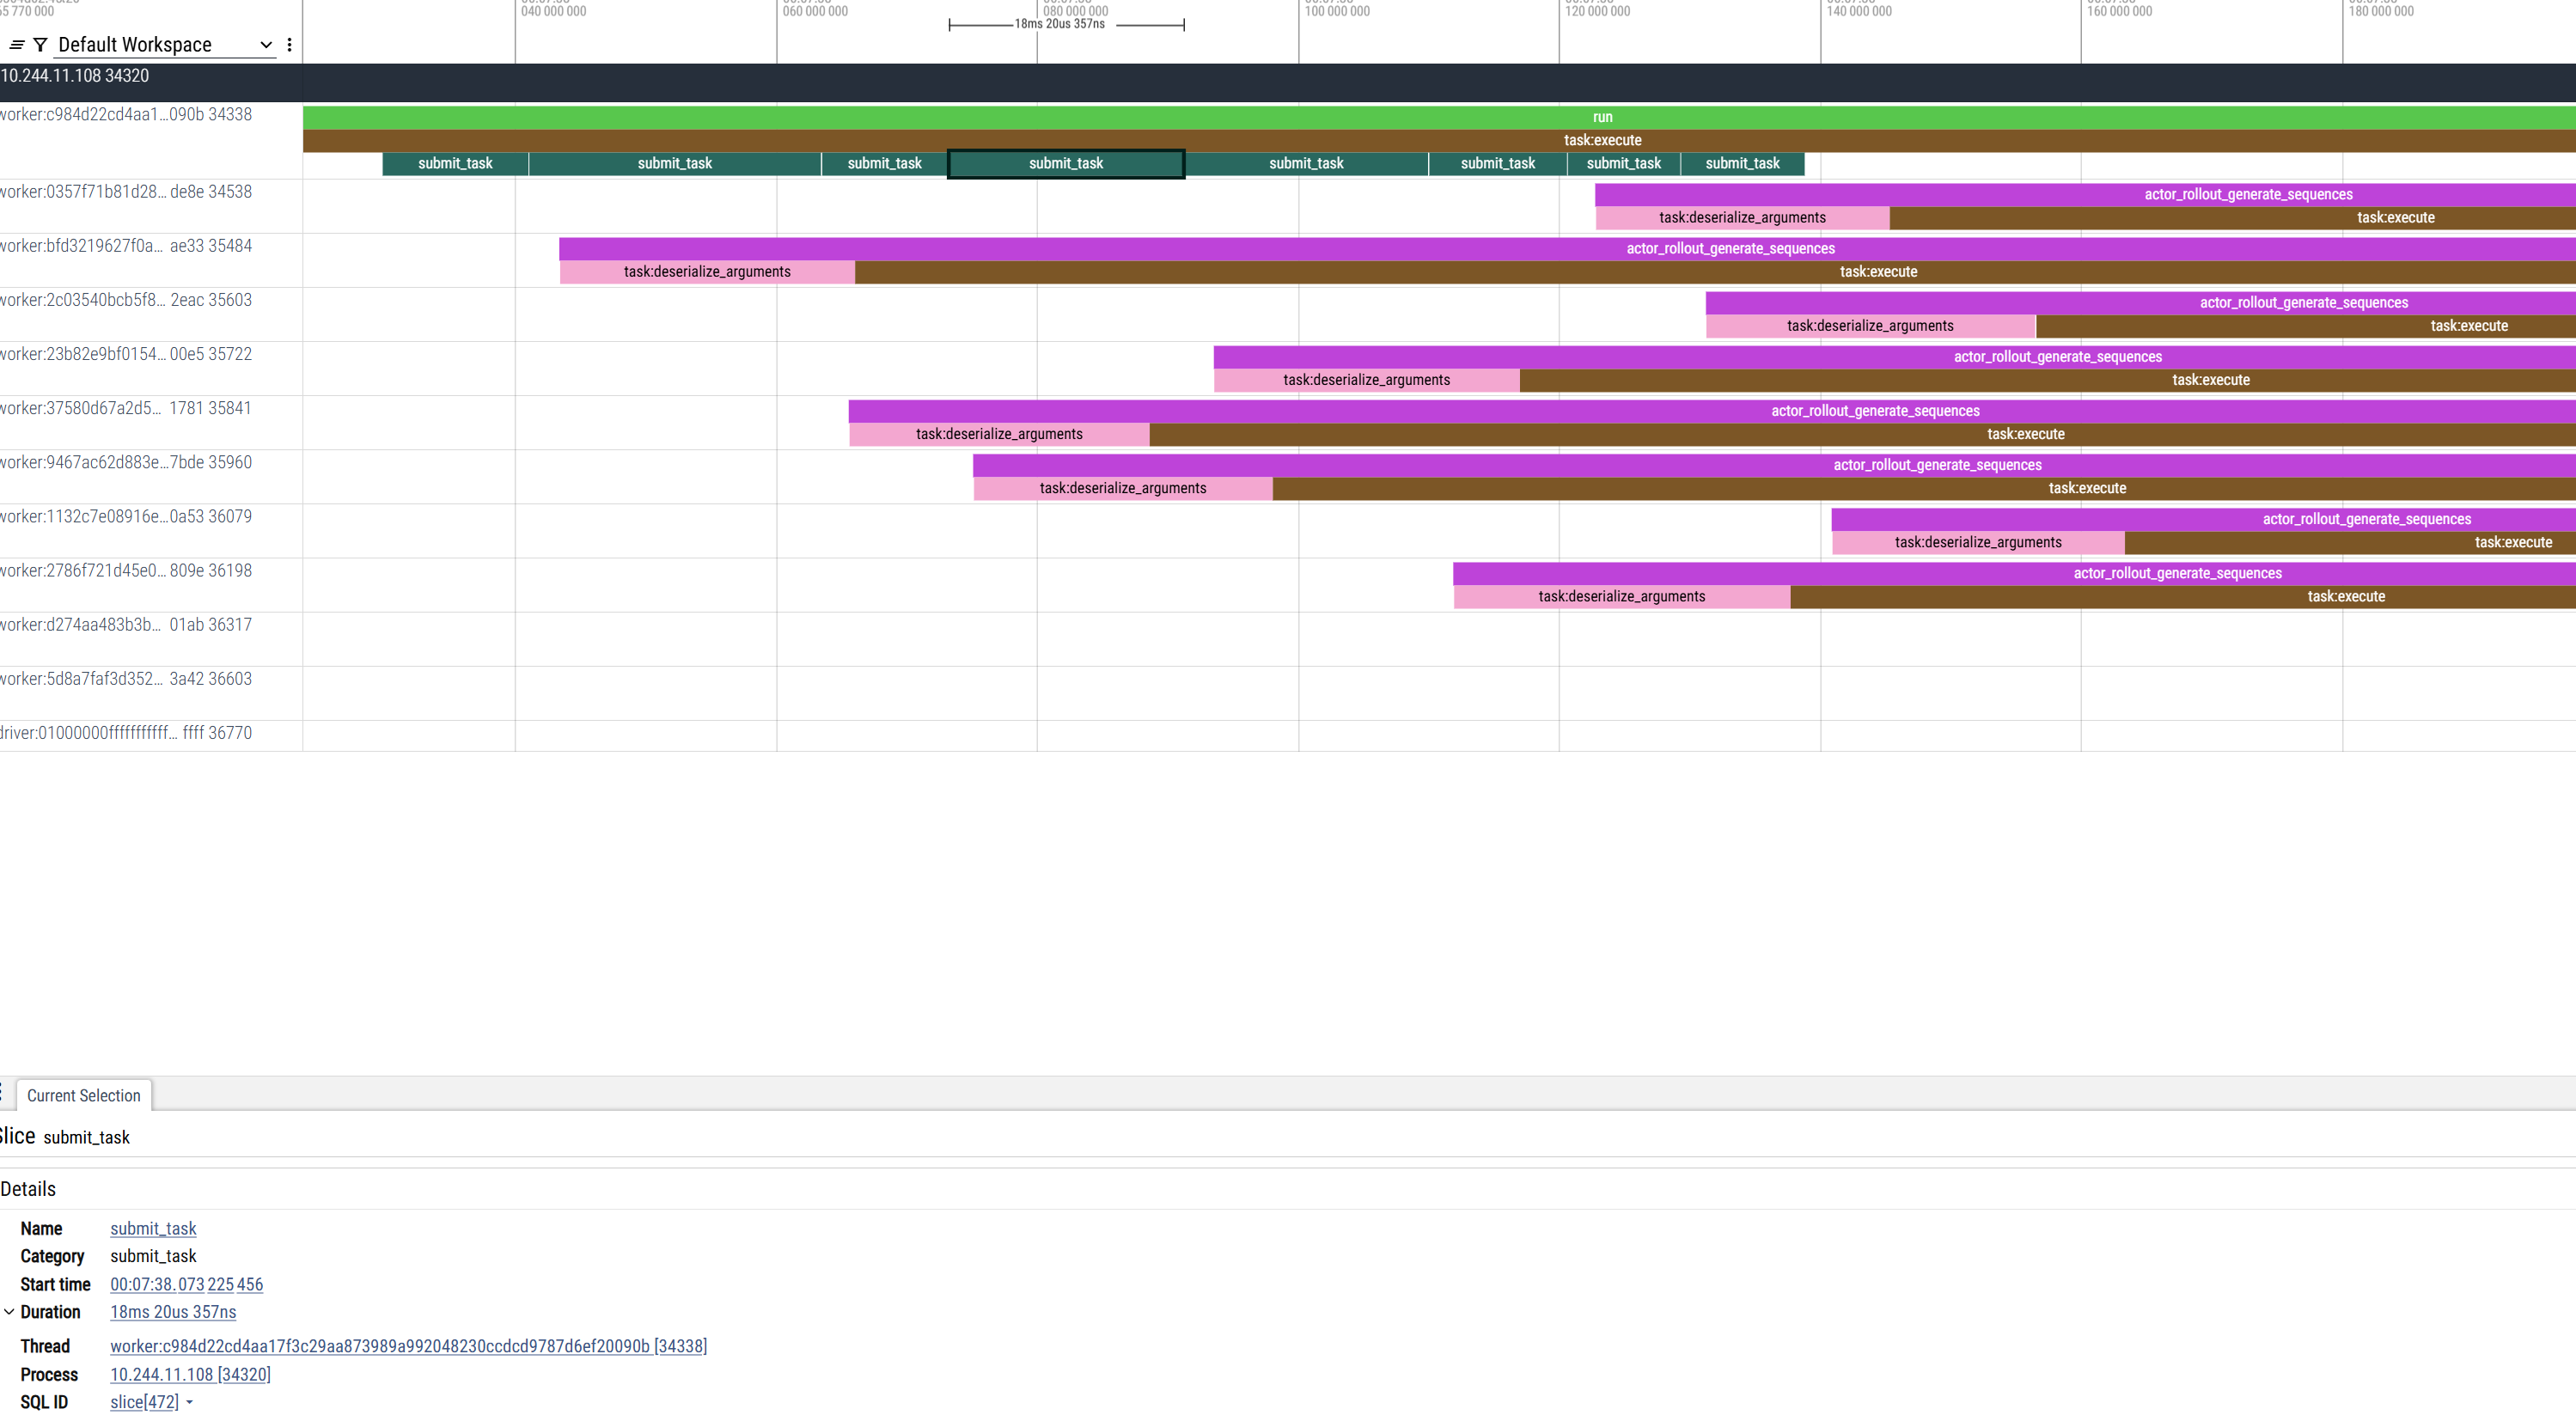 65 770 000
040 000 000
060 000 000
080 000 000
100 000 000
120 000 000
140 000 000
160 000 000
180 000 000
18ms 20us 357ns
Default Workspace
10.244.11.108 34320
worker:c984d22cd4aa1...090b 34338
run
task:execute
submit_task submit_task submit_task submit_task submit_task submit_task submit_task submit_task
worker:0357f71b81d28... de8e 34538
actor_rollout_generate_sequences
task:deserialize_arguments task:execute
worker:bfd3219627f0a... ae33 35484
actor_rollout_generate_sequences
task:deserialize_arguments task:execute
worker:2c03540bcb5f8... 2eac 35603
actor_rollout_generate_sequences
task:deserialize_arguments task:execute
worker:23b82e9bf0154... 00e5 35722
actor_rollout_generate_sequences
task:deserialize_arguments task:execute
worker:37580d67a2d5... 1781 35841
actor_rollout_generate_sequences
task:deserialize_arguments task:execute
worker:9467ac62d883e...7bde 35960
actor_rollout_generate_sequences
task:deserialize_arguments task:execute
worker:1132c7e08916e...0a53 36079
actor_rollout_generate_sequences
task:deserialize_arguments task:execute
worker:2786f721d45e0... 809e 36198
actor_rollout_generate_sequences
task:deserialize_arguments task:execute
worker:d274aa483b3b... 01ab 36317
worker:5d8a7faf3d352... 3a42 36603
driver:01000000fffffffffff... ffff 36770
Current Selection
Slice submit_task
Details
Name submit_task
Category submit_task
Start time 00:07:38.073 225 456
Duration 18ms 20us 357ns
Thread worker:c984d22cd4aa17f3c29aa873989a992048230ccdcd9787d6ef20090b [34338]
Process 10.244.11.108 [34320]
SQL ID slice[472]